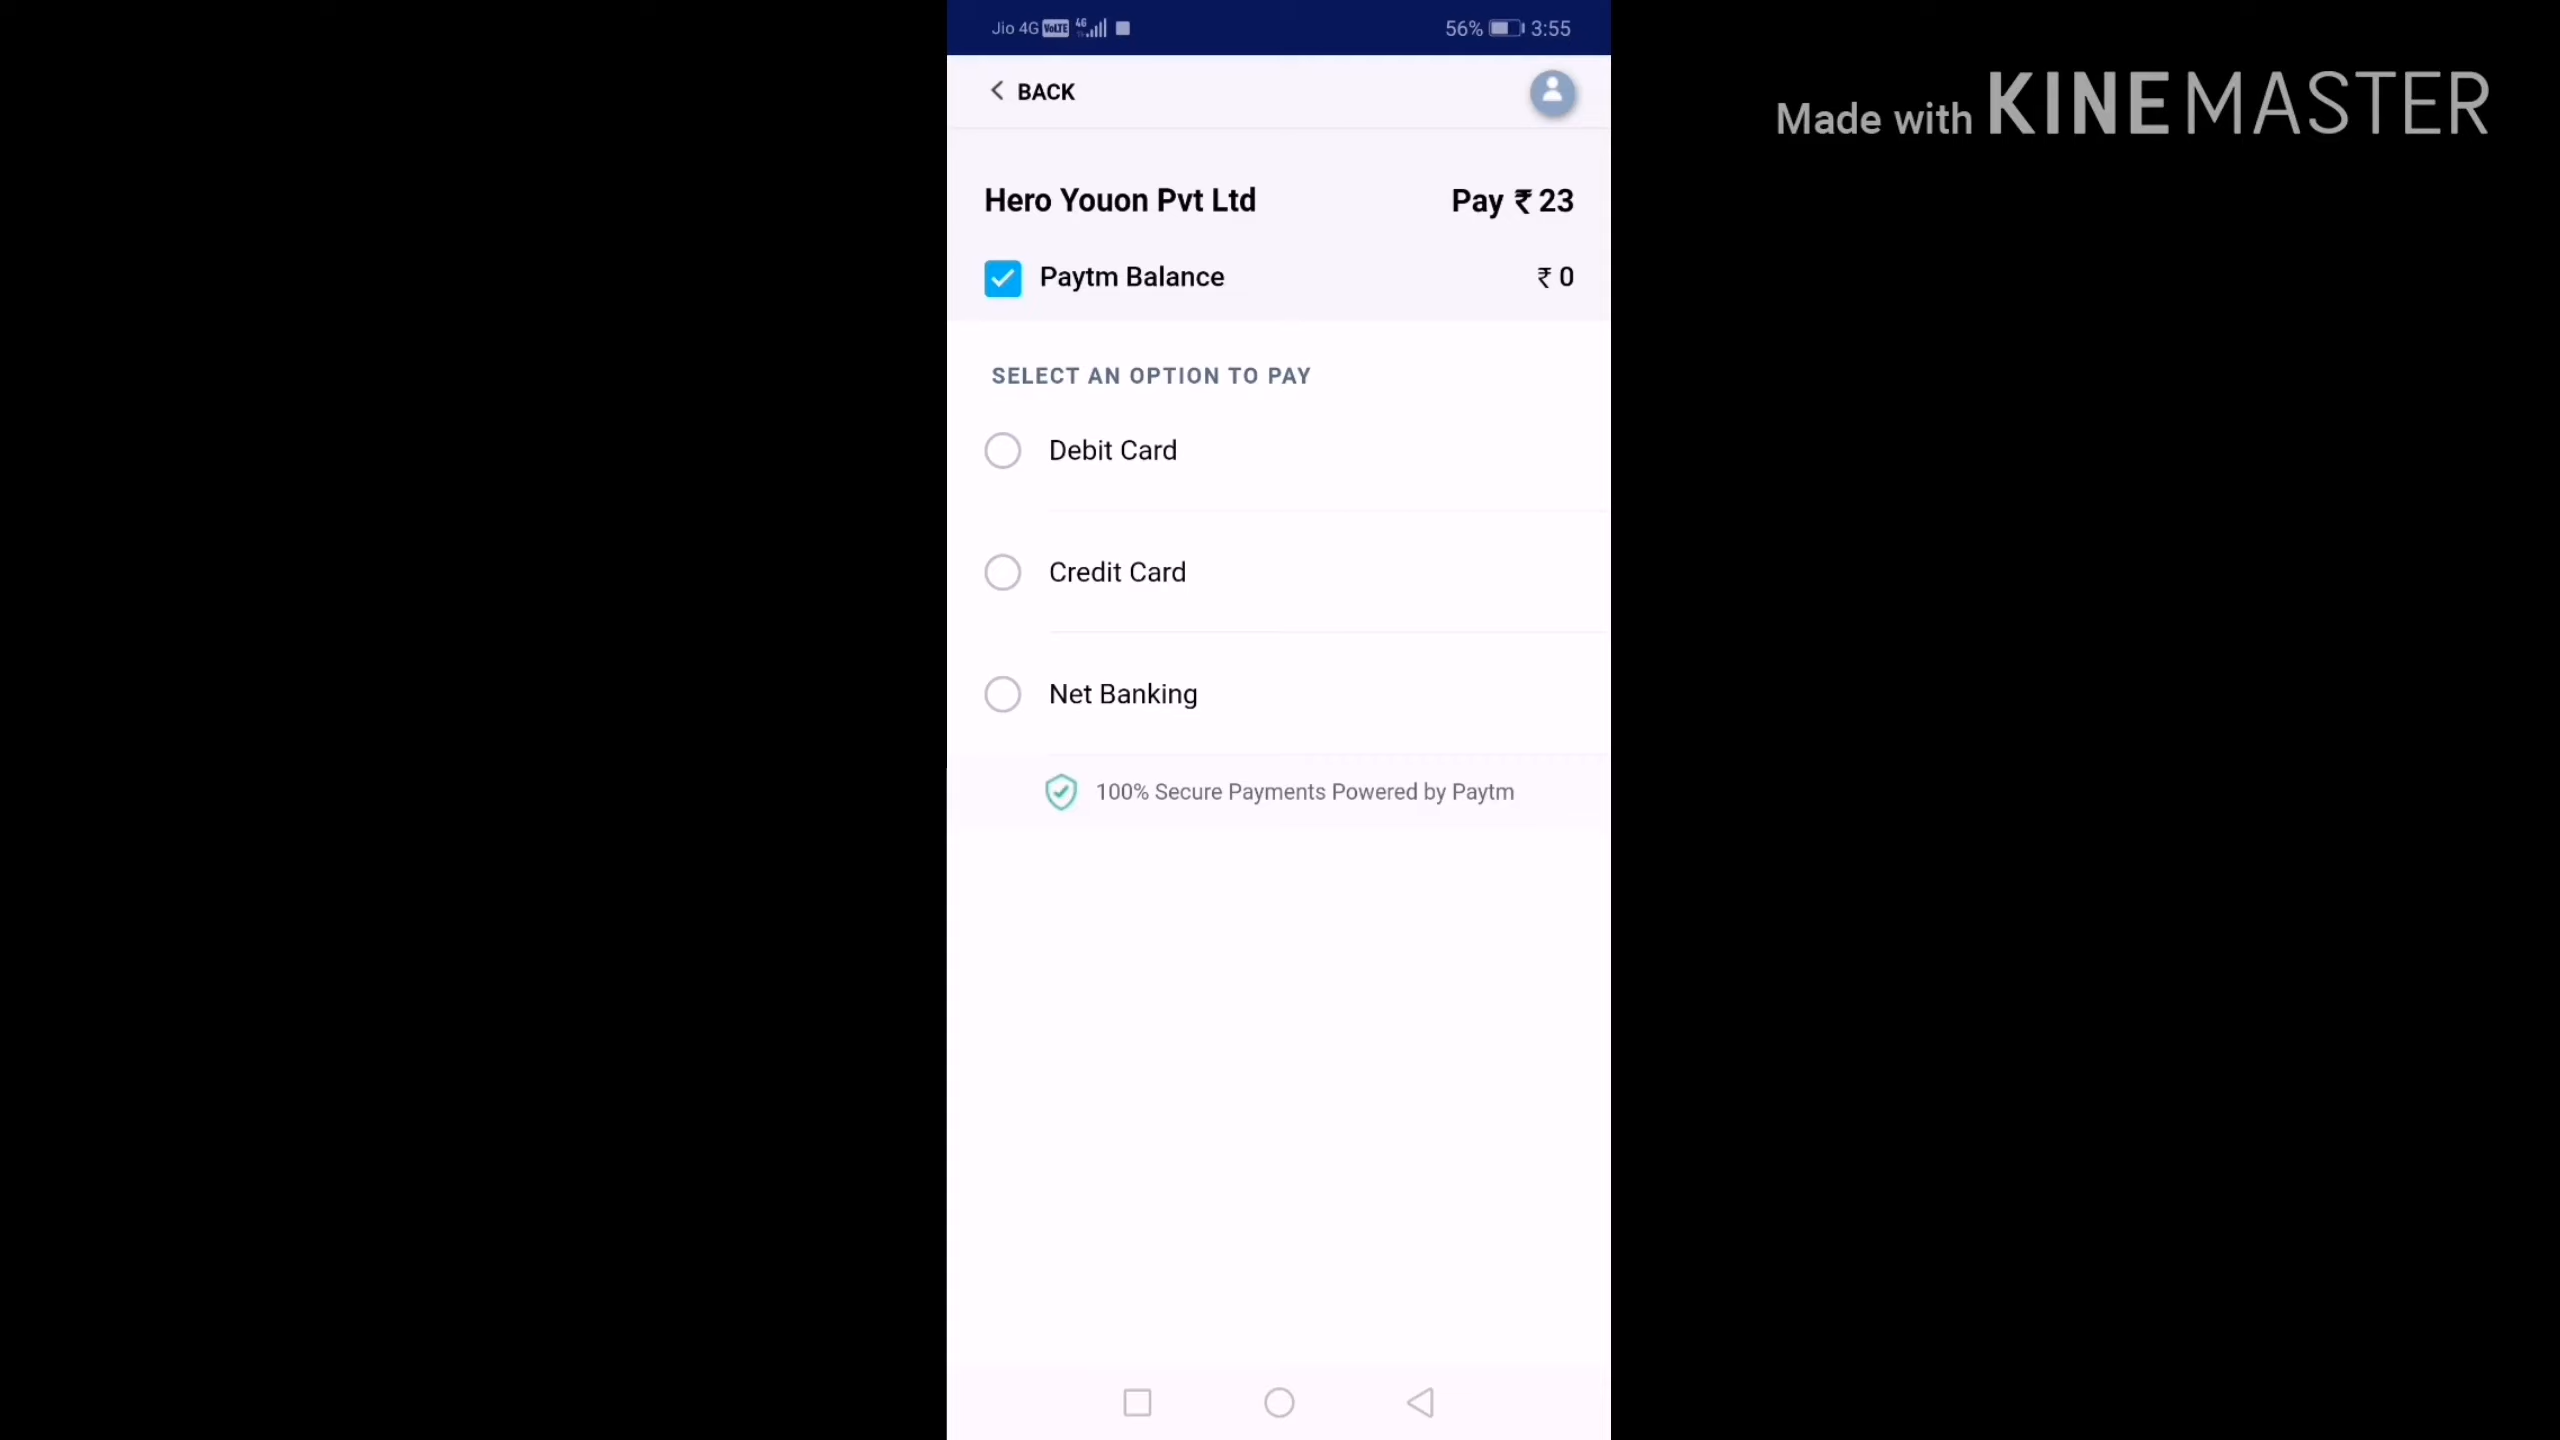 Jio 4G VoLTE 4G 56% 3:55
BACK
Made with KINEMASTER
Hero Youon Pvt Ltd Pay ₹ 23
Paytm Balance ₹ 0
SELECT AN OPTION TO PAY
Debit Card
Credit Card
Net Banking
100% Secure Payments Powered by Paytm